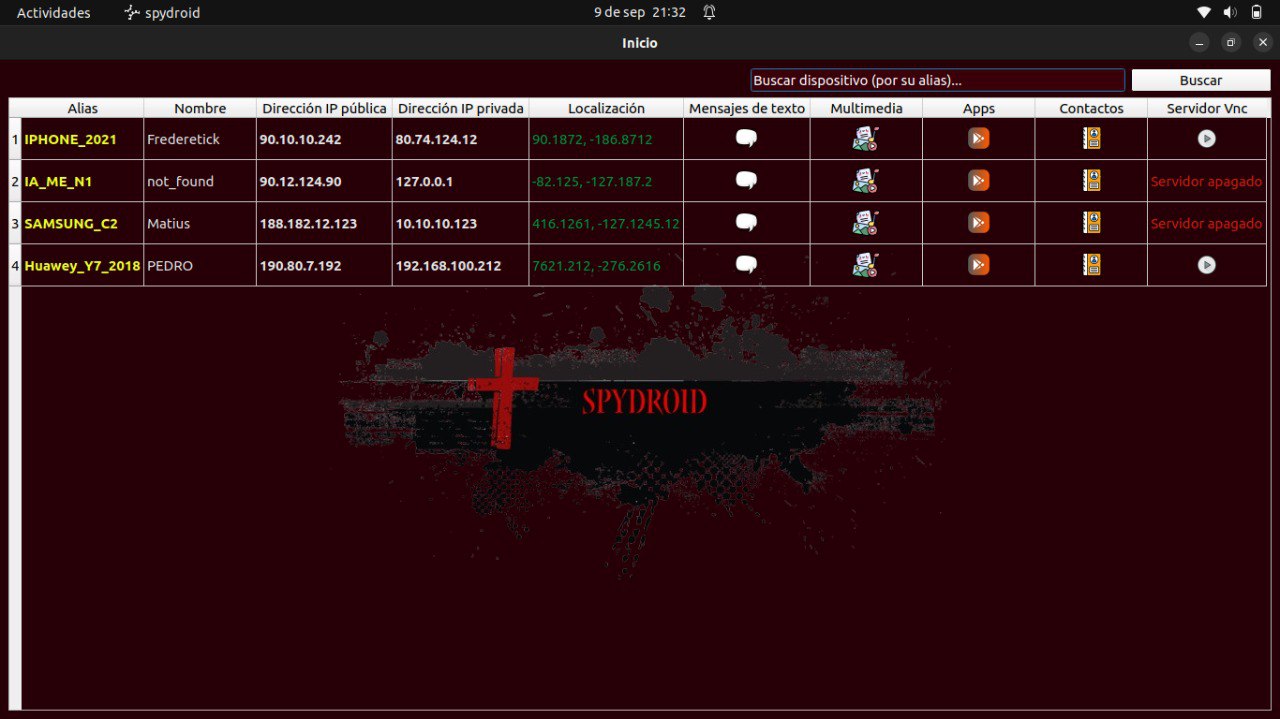 Actividades spydroid 9 de sep 21:32
Inicio
Buscar dispositivo (por su alias)... Buscar
Alias Nombre Dirección IP pública Dirección IP privada Localización Mensajes de texto Multimedia Apps Contactos Servidor Vnc
1 IPHONE_2021 Frederetick 90.10.10.242 80.74.124.12 90.1872, -186.8712
2 IA_ME_N1 not_found 90.12.124.90 127.0.0.1 -82.125, -127.187.2 Servidor apagado
3 SAMSUNG_C2 Matius 188.182.12.123 10.10.10.123 416.1261, -127.1245.12 Servidor apagado
4 Huawey_Y7_2018 PEDRO 190.80.7.192 192.168.100.212 7621.212, -276.2616
SPYDROID